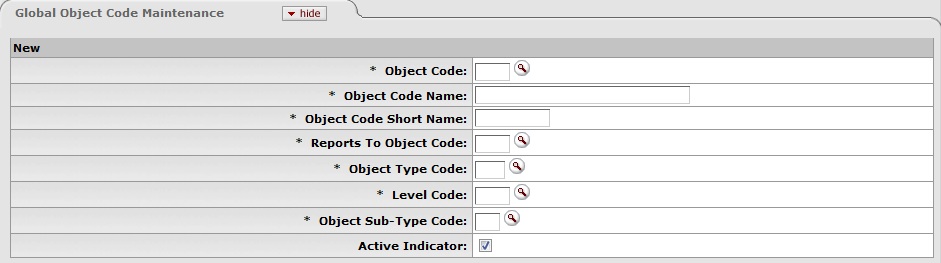 Global Object Code Maintenance hide
New
* Object Code:
* Object Code Name:
* Object Code Short Name:
* Reports To Object Code:
* Object Type Code:
* Level Code:
* Object Sub-Type Code:
Active Indicator: